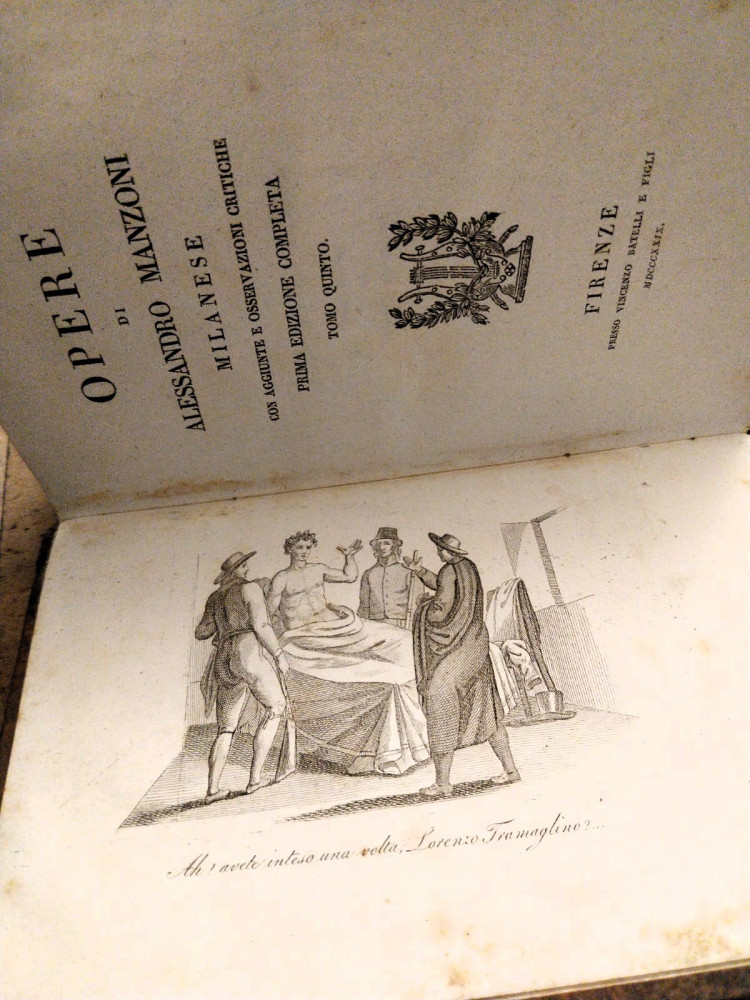 OPERE
DI
ALESSANDRO MANZONI
MILANESE
CON AGGIUNTE E OSSERVAZIONI CRITICHE
PRIMA EDIZIONE COMPLETA
TOMO QUINTO.
FIRENZE
PRESSO VINCENZO BATELLI E FIGLI
MDCCCXXIX.
Ah! avete inteso una volta, Lorenzo Tramaglino?...